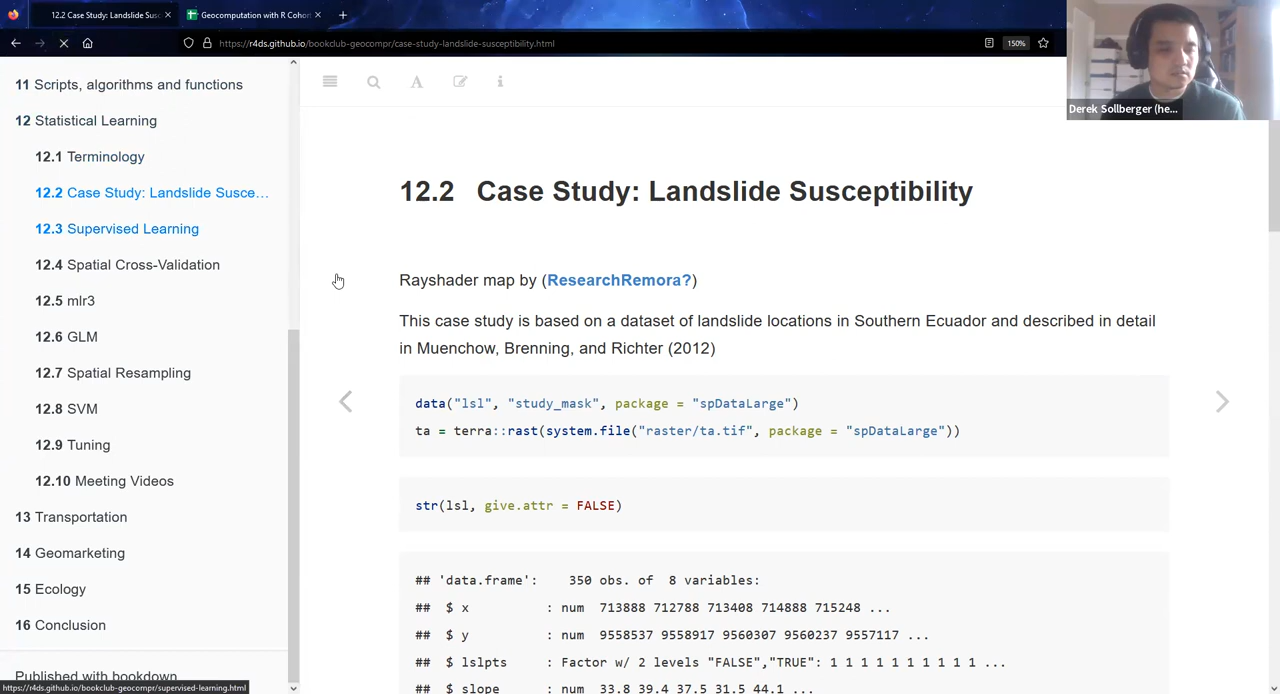 12.2 Case Study: Landslide Susc
Geocomputation with R Cohor
https://r4ds.github.io/bookclub-geocompr/case-study-landslide-susceptibility.html
150%
Derek Sollberger (he...
11 Scripts, algorithms and functions
12 Statistical Learning
12.1 Terminology
12.2 Case Study: Landslide Susce…
12.3 Supervised Learning
12.4 Spatial Cross-Validation
12.5 mlr3
12.6 GLM
12.7 Spatial Resampling
12.8 SVM
12.9 Tuning
12.10 Meeting Videos
13 Transportation
14 Geomarketing
15 Ecology
16 Conclusion
Published with bookdown
https://r4ds.github.io/bookclub-geocompr/supervised-learning.html
A
i
12.2 Case Study: Landslide Susceptibility
Rayshader map by (ResearchRemora?)
This case study is based on a dataset of landslide locations in Southern Ecuador and described in detail
in Muenchow, Brenning, and Richter (2012)
data("lsl", "study_mask", package = "spDataLarge")
ta = terra::rast(system.file("raster/ta.tif", package = "spDataLarge"))
str(lsl, give.attr = FALSE)
## 'data.frame': 350 obs. of 8 variables:
## $ x : num 713888 712788 713408 714888 715248 ...
## $ y : num 9558537 9558917 9560307 9560237 9557117 ...
## $ lslpts : Factor w/ 2 levels "FALSE","TRUE": 1 1 1 1 1 1 1 1 1 1 ...
## $ slope : num 33.8 39.4 37.5 31.5 44.1 ...